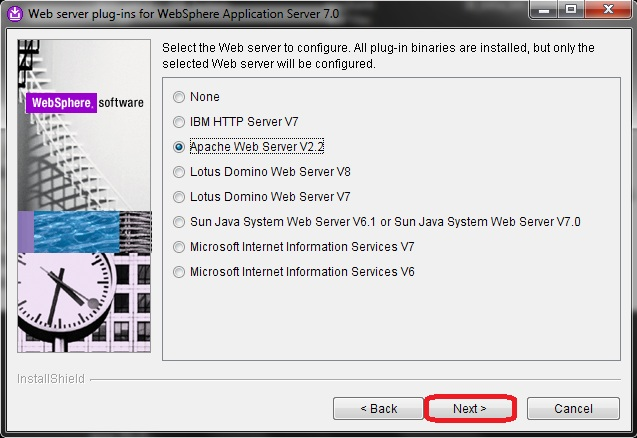 Web server plug-ins for WebSphere Application Server 7.0
Select the Web server to configure. All plug-in binaries are installed, but only the
selected Web server will be configured.
WebSphere. software
None
IBM HTTP Server V7
Apache Web Server V2.2
Lotus Domino Web Server V8
Lotus Domino Web Server V7
Sun Java System Web Server V6.1 or Sun Java System Web Server V7.0
Microsoft Internet Information Services V7
Microsoft Internet Information Services V6
InstallShield
< Back
Next >
Cancel